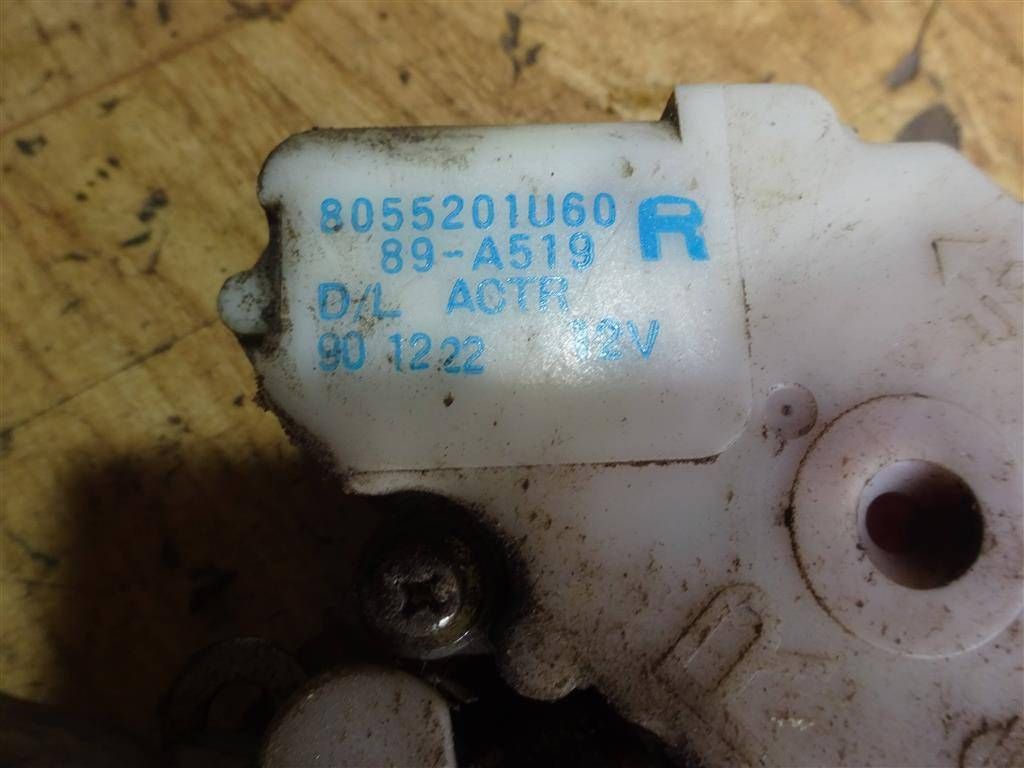 8055201U60 R
89-A519
D/L ACTR
90 12 22 12V